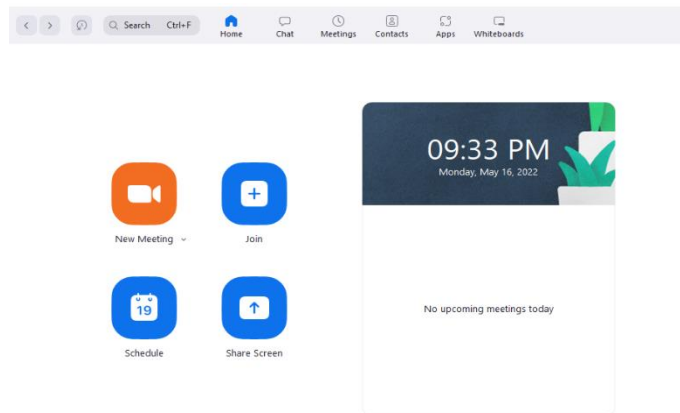 Search Ctrl+F
Home
Chat
Meetings
Contacts
Apps
Whiteboards
09:33 PM
Monday, May 16, 2022
New Meeting
Join
19
Schedule
Share Screen
No upcoming meetings today